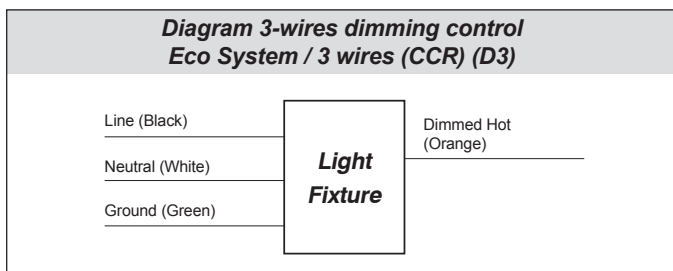 Diagram 3-wires dimming control
Eco System / 3 wires (CCR) (D3)
Line (Black)
Neutral (White)
Ground (Green)
Light
Fixture
Dimmed Hot
(Orange)